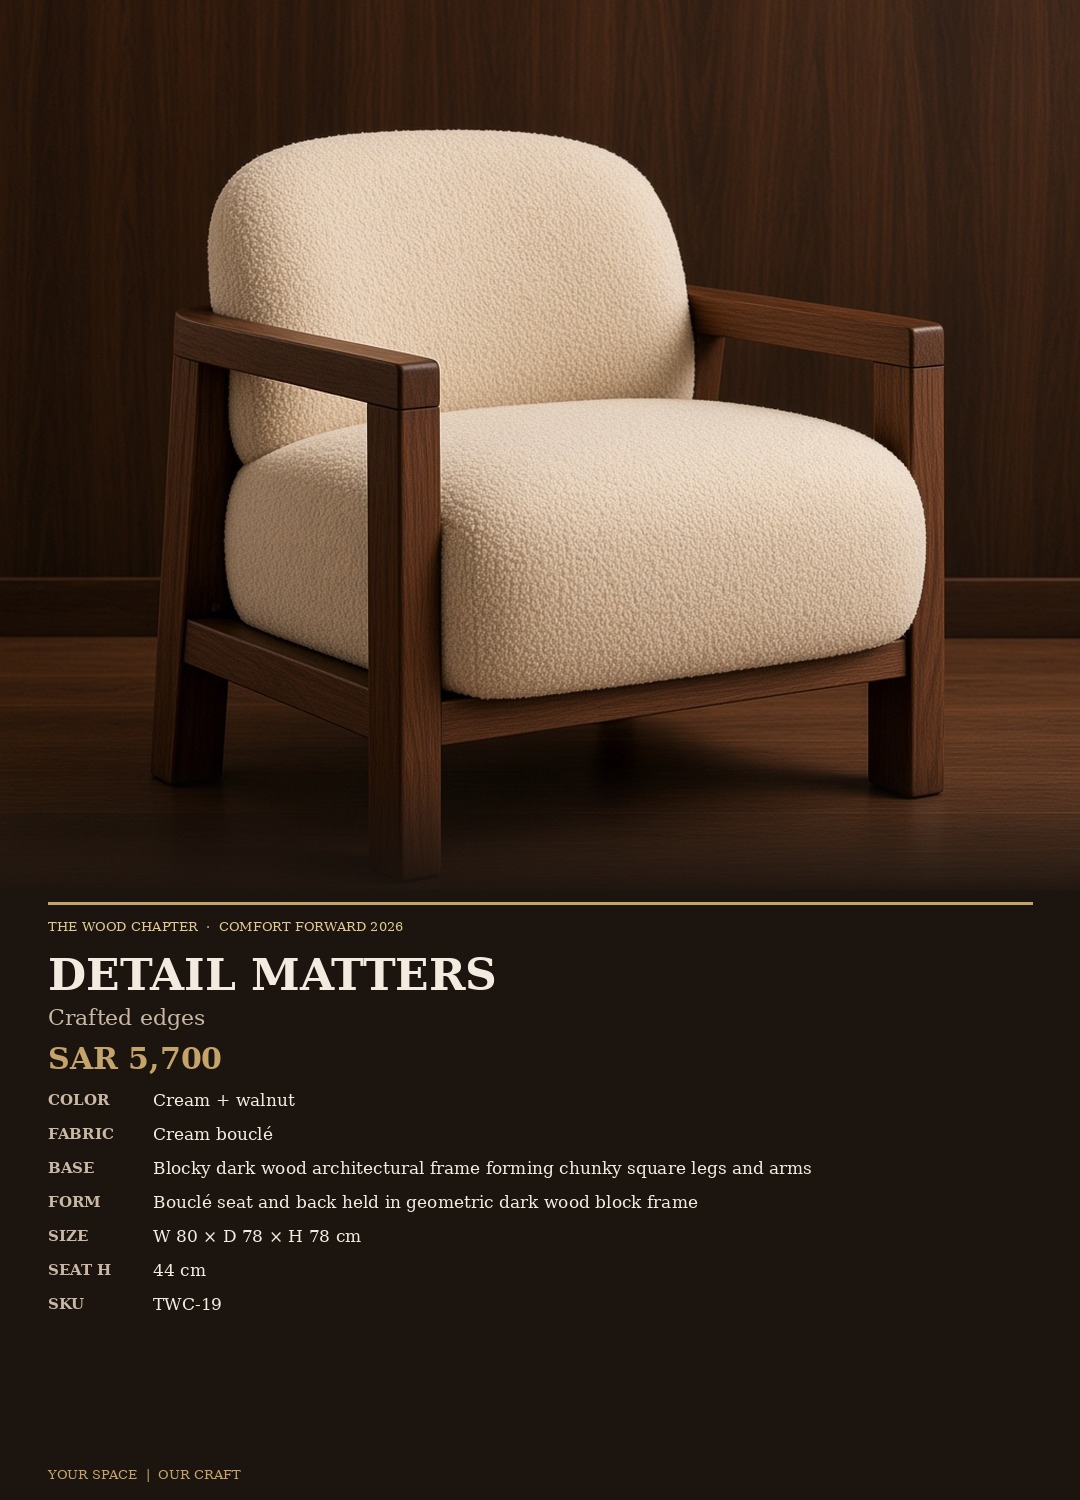 THE WOOD CHAPTER · COMFORT FORWARD 2026
DETAIL MATTERS
Crafted edges
SAR 5,700
COLOR Cream + walnut
FABRIC Cream bouclé
BASE Blocky dark wood architectural frame forming chunky square legs and arms
FORM Bouclé seat and back held in geometric dark wood block frame
SIZE W 80 × D 78 × H 78 cm
SEAT H 44 cm
SKU TWC-19
YOUR SPACE | OUR CRAFT